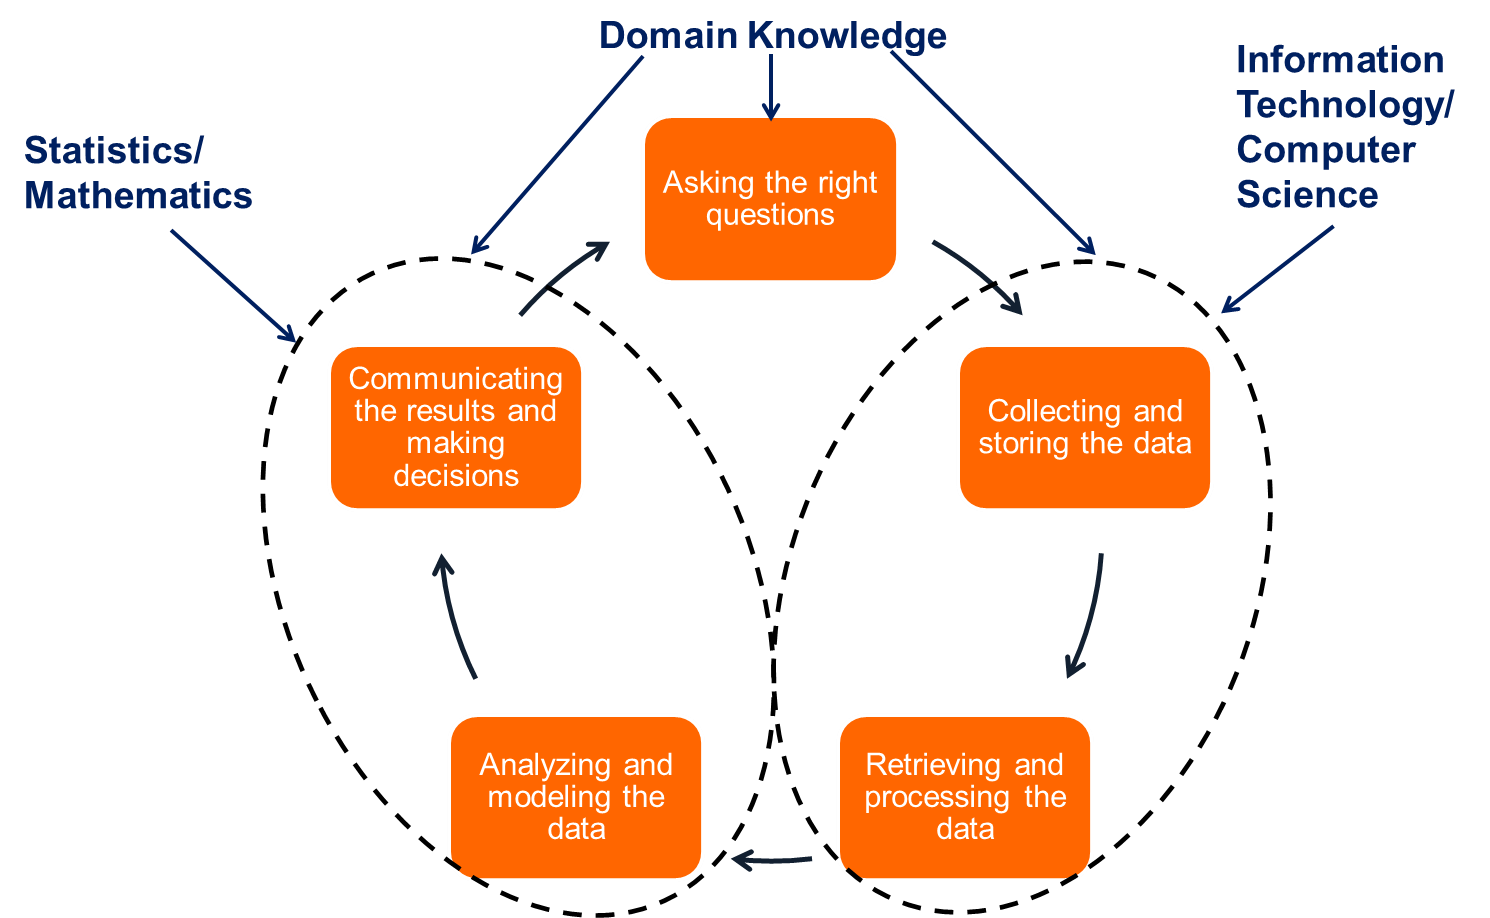 Domain Knowledge
Information
Technology/
Computer
Science
Statistics/
Mathematics
Asking the right
questions
Communicating
the results and
making
decisions
Collecting and
storing the data
Analyzing and
modeling the
data
Retrieving and
processing the
data